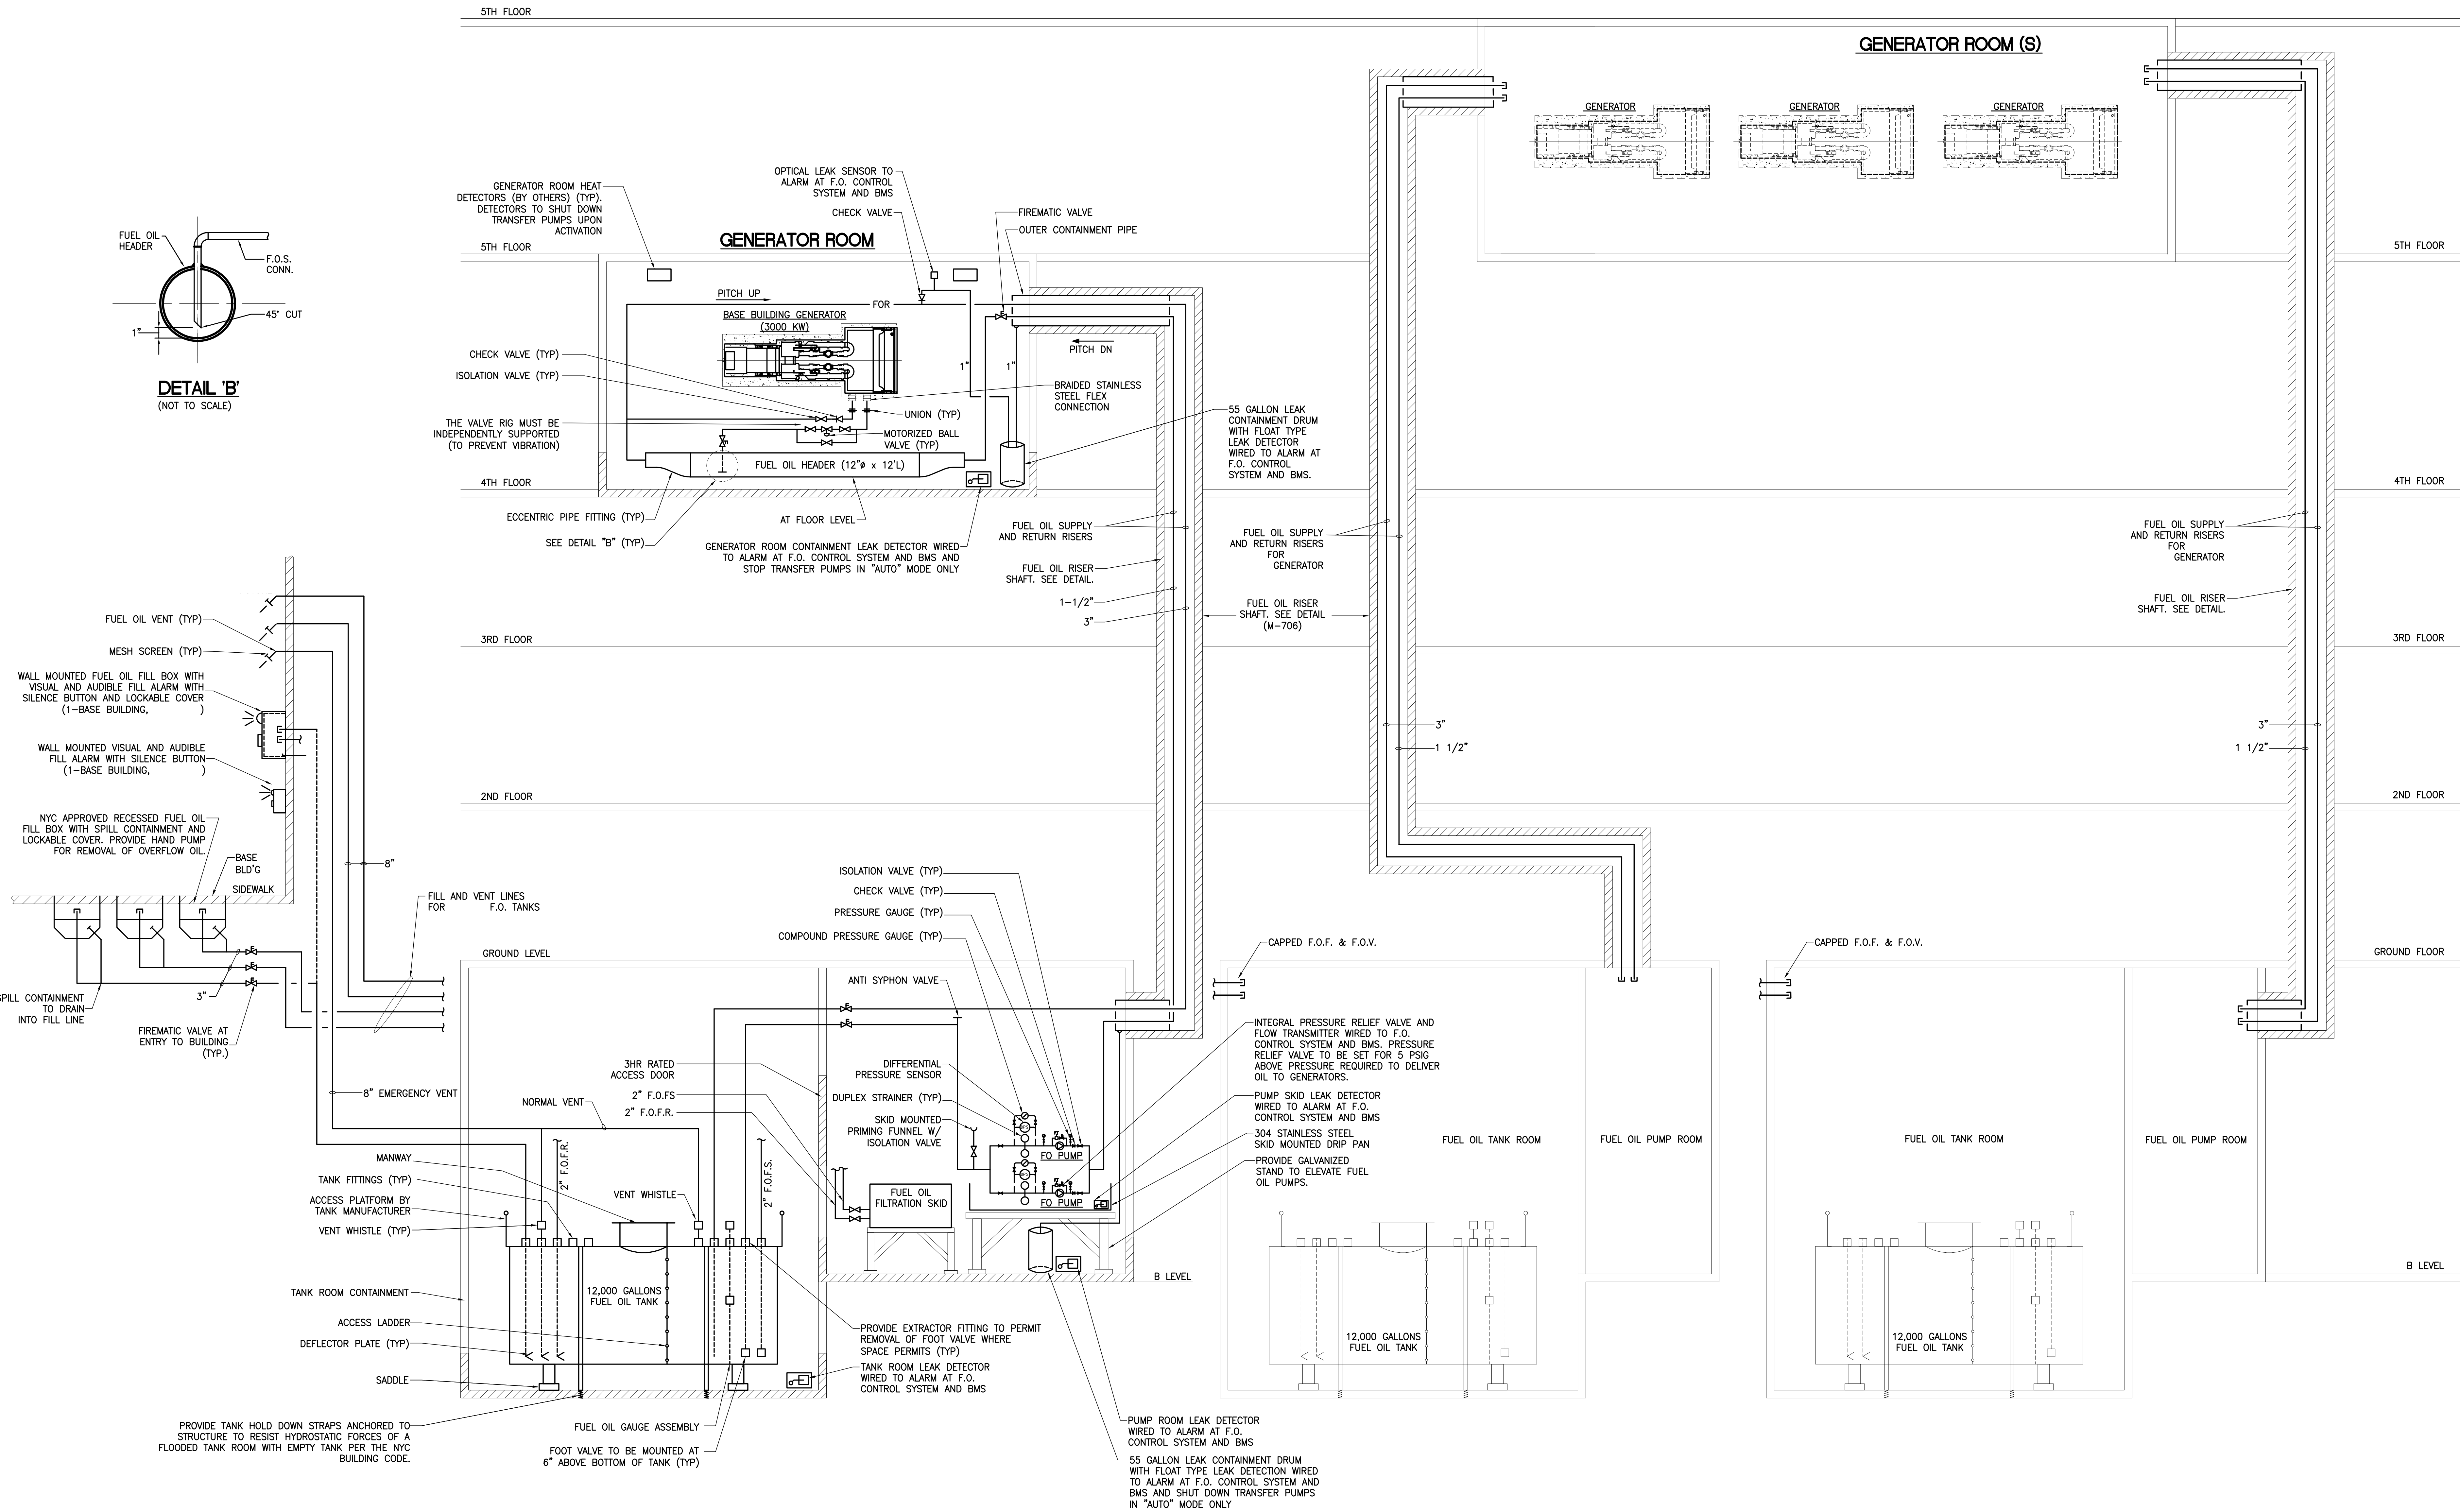 5TH FLOOR
GENERATOR ROOM (S)
GENERATOR
GENERATOR
GENERATOR
OPTICAL LEAK SENSOR TO
ALARM AT F.O. CONTROL
SYSTEM AND BMS
CHECK VALVE
GENERATOR ROOM HEAT
DETECTORS (BY OTHERS) (TYP).
DETECTORS TO SHUT DOWN
TRANSFER PUMPS UPON
ACTIVATION
FIREMATIC VALVE
OUTER CONTAINMENT PIPE
GENERATOR ROOM
5TH FLOOR
5TH FLOOR
FUEL OIL
HEADER
F.O.S.
CONN.
45° CUT
1"
DETAIL 'B'
(NOT TO SCALE)
PITCH UP
FOR
BASE BUILDING GENERATOR
(3000 KW)
PITCH DN
1"
1"
CHECK VALVE (TYP)
ISOLATION VALVE (TYP)
BRAIDED STAINLESS
STEEL FLEX
CONNECTION
UNION (TYP)
THE VALVE RIG MUST BE
INDEPENDENTLY SUPPORTED
(TO PREVENT VIBRATION)
MOTORIZED BALL
VALVE (TYP)
FUEL OIL HEADER (12"ø x 12'L)
55 GALLON LEAK
CONTAINMENT DRUM
WITH FLOAT TYPE
LEAK DETECTOR
WIRED TO ALARM AT
F.O. CONTROL
SYSTEM AND BMS.
4TH FLOOR
4TH FLOOR
ECCENTRIC PIPE FITTING (TYP)
AT FLOOR LEVEL
SEE DETAIL "B" (TYP)
GENERATOR ROOM CONTAINMENT LEAK DETECTOR WIRED
TO ALARM AT F.O. CONTROL SYSTEM AND BMS AND
STOP TRANSFER PUMPS IN "AUTO" MODE ONLY
FUEL OIL SUPPLY
AND RETURN RISERS
FUEL OIL RISER
SHAFT. SEE DETAIL.
1-1/2"
3"
FUEL OIL SUPPLY
AND RETURN RISERS
FOR
GENERATOR
FUEL OIL RISER
SHAFT. SEE DETAIL
(M-706)
FUEL OIL SUPPLY
AND RETURN RISERS
FOR
GENERATOR
FUEL OIL RISER
SHAFT. SEE DETAIL.
3RD FLOOR
3RD FLOOR
FUEL OIL VENT (TYP)
MESH SCREEN (TYP)
WALL MOUNTED FUEL OIL FILL BOX WITH
VISUAL AND AUDIBLE FILL ALARM WITH
SILENCE BUTTON AND LOCKABLE COVER
(1-BASE BUILDING, )
WALL MOUNTED VISUAL AND AUDIBLE
FILL ALARM WITH SILENCE BUTTON
(1-BASE BUILDING, )
3"
1 1/2"
3"
1 1/2"
2ND FLOOR
2ND FLOOR
NYC APPROVED RECESSED FUEL OIL
FILL BOX WITH SPILL CONTAINMENT AND
LOCKABLE COVER. PROVIDE HAND PUMP
FOR REMOVAL OF OVERFLOW OIL.
BASE
BLD'G
SIDEWALK
8"
FILL AND VENT LINES
FOR F.O. TANKS
3"
SPILL CONTAINMENT
TO DRAIN
INTO FILL LINE
FIREMATIC VALVE AT
ENTRY TO BUILDING
(TYP.)
8" EMERGENCY VENT
ISOLATION VALVE (TYP)
CHECK VALVE (TYP)
PRESSURE GAUGE (TYP)
COMPOUND PRESSURE GAUGE (TYP)
GROUND LEVEL
GROUND FLOOR
CAPPED F.O.F. & F.O.V.
CAPPED F.O.F. & F.O.V.
ANTI SYPHON VALVE
3HR RATED
ACCESS DOOR
2" F.O.FS
2" F.O.F.R.
NORMAL VENT
DIFFERENTIAL
PRESSURE SENSOR
DUPLEX STRAINER (TYP)
SKID MOUNTED
PRIMING FUNNEL W/
ISOLATION VALVE
INTEGRAL PRESSURE RELIEF VALVE AND
FLOW TRANSMITTER WIRED TO F.O.
CONTROL SYSTEM AND BMS. PRESSURE
RELIEF VALVE TO BE SET FOR 5 PSIG
ABOVE PRESSURE REQUIRED TO DELIVER
OIL TO GENERATORS.
PUMP SKID LEAK DETECTOR
WIRED TO ALARM AT F.O.
CONTROL SYSTEM AND BMS
304 STAINLESS STEEL
SKID MOUNTED DRIP PAN
PROVIDE GALVANIZED
STAND TO ELEVATE FUEL
OIL PUMPS.
FO PUMP
FO PUMP
FUEL OIL TANK ROOM
FUEL OIL PUMP ROOM
FUEL OIL TANK ROOM
FUEL OIL PUMP ROOM
MANWAY
TANK FITTINGS (TYP)
ACCESS PLATFORM BY
TANK MANUFACTURER
VENT WHISTLE (TYP)
2" F.O.F.R.
VENT WHISTLE
2" F.O.F.S.
FUEL OIL
FILTRATION SKID
B LEVEL
B LEVEL
TANK ROOM CONTAINMENT
12,000 GALLONS
FUEL OIL TANK
ACCESS LADDER
DEFLECTOR PLATE (TYP)
SADDLE
12,000 GALLONS
FUEL OIL TANK
12,000 GALLONS
FUEL OIL TANK
PROVIDE EXTRACTOR FITTING TO PERMIT
REMOVAL OF FOOT VALVE WHERE
SPACE PERMITS (TYP)
TANK ROOM LEAK DETECTOR
WIRED TO ALARM AT F.O.
CONTROL SYSTEM AND BMS
PROVIDE TANK HOLD DOWN STRAPS ANCHORED TO
STRUCTURE TO RESIST HYDROSTATIC FORCES OF A
FLOODED TANK ROOM WITH EMPTY TANK PER THE NYC
BUILDING CODE.
FUEL OIL GAUGE ASSEMBLY
FOOT VALVE TO BE MOUNTED AT
6" ABOVE BOTTOM OF TANK (TYP)
PUMP ROOM LEAK DETECTOR
WIRED TO ALARM AT F.O.
CONTROL SYSTEM AND BMS
55 GALLON LEAK CONTAINMENT DRUM
WITH FLOAT TYPE LEAK DETECTION WIRED
TO ALARM AT F.O. CONTROL SYSTEM AND
BMS AND SHUT DOWN TRANSFER PUMPS
IN "AUTO" MODE ONLY